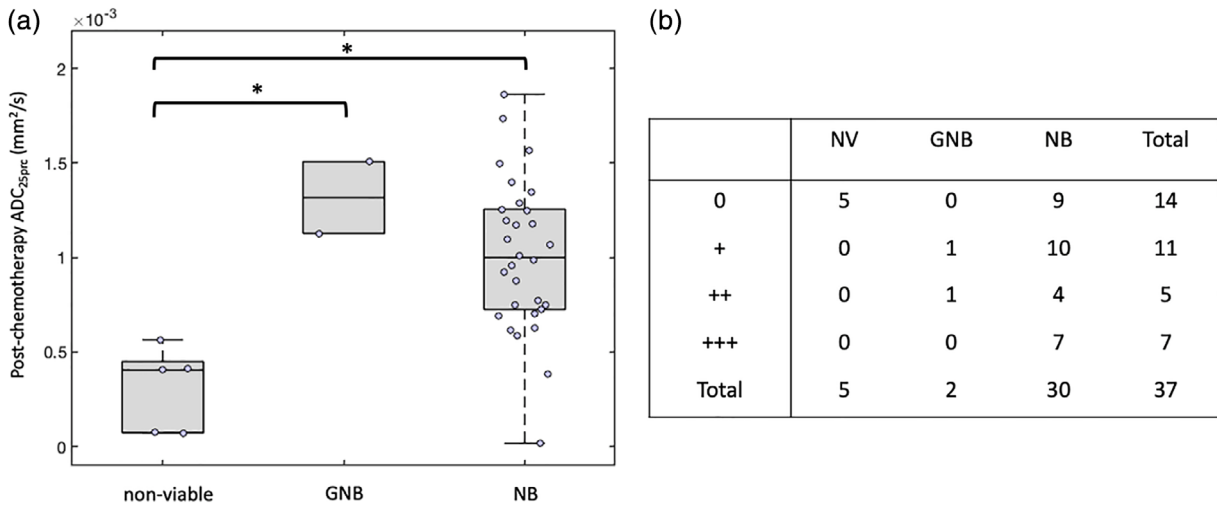 (a)
×10⁻³
Post-chemotherapy ADC25prc (mm²/s)
2
1.5
1
0.5
0
*
*
non-viable GNB NB
(b)
NV GNB NB Total
0 5 0 9 14
+ 0 1 10 11
++ 0 1 4 5
+++ 0 0 7 7
Total 5 2 30 37